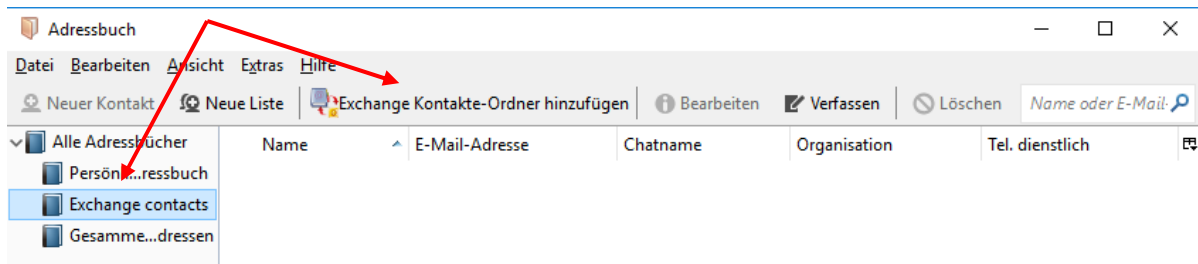 Adressbuch
Datei Bearbeiten Ansicht Extras Hilfe
Neuer Kontakt Neue Liste Exchange Kontakte-Ordner hinzufügen Bearbeiten Verfassen Löschen Name oder E-Mail-
Alle Adressbücher Name E-Mail-Adresse Chatname Organisation Tel. dienstlich
Persönl...ressbuch
Exchange contacts
Gesamme...dressen